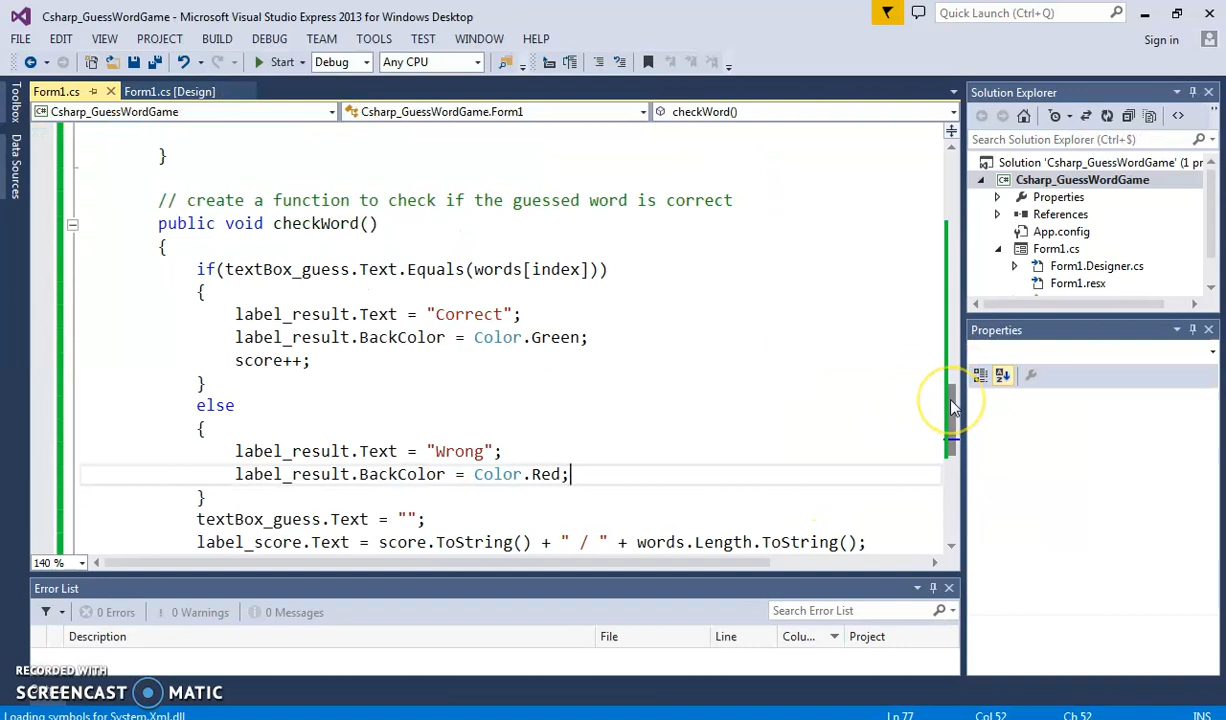 Csharp_GuessWordGame - Microsoft Visual Studio Express 2013 for Windows Desktop
Quick Launch (Ctrl+Q)
FILE EDIT VIEW PROJECT BUILD DEBUG TEAM TOOLS TEST WINDOW HELP
Sign in
Start Debug Any CPU
Toolbox
Data Sources
Form1.cs Form1.cs [Design]
Csharp_GuessWordGame Csharp_GuessWordGame.Form1 checkWord()
}
// create a function to check if the guessed word is correct
public void checkWord()
{
if(textBox_guess.Text.Equals(words[index]))
{
label_result.Text = "Correct";
label_result.BackColor = Color.Green;
score++;
}
else
{
label_result.Text = "Wrong";
label_result.BackColor = Color.Red;
}
textBox_guess.Text = "";
label_score.Text = score.ToString() + " / " + words.Length.ToString();
140 %
Solution Explorer
Search Solution Explorer (Ctrl+$)
Solution 'Csharp_GuessWordGame' (1 pr
Csharp_GuessWordGame
Properties
References
App.config
Form1.cs
Form1.Designer.cs
Form1.resx
Properties
Error List
0 Errors 0 Warnings 0 Messages
Search Error List
Description File Line Colu... Project
RECORDED WITH
SCREENCAST MATIC
Loading symbols for System.Xml.dll Ln 77 Col 52 Ch 52 INS